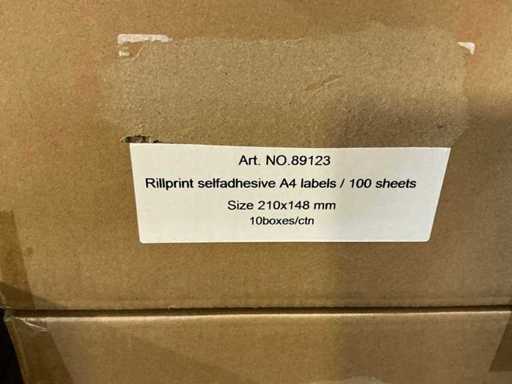 Art. NO.89123
Rillprint selfadhesive A4 labels / 100 sheets
Size 210x148 mm
10boxes/ctn